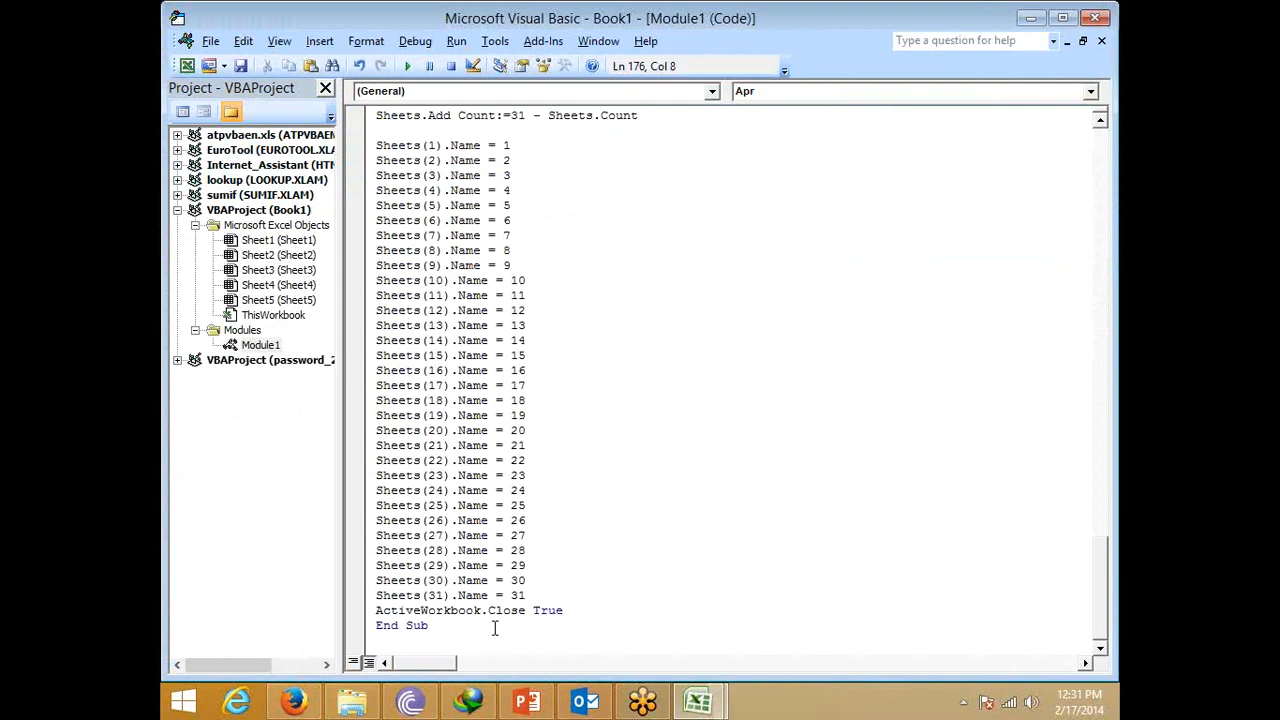 Microsoft Visual Basic - Book1 - [Module1 (Code)]
File Edit View Insert Format Debug Run Tools Add-Ins Window Help
Type a question for help
Ln 176, Col 8
Project - VBAProject
(General)
Apr
atpvbaen.xls (ATPVBAEN
EuroTool (EUROTOOL.XLA
Internet_Assistant (HTM
lookup (LOOKUP.XLAM)
sumif (SUMIF.XLAM)
VBAProject (Book1)
Microsoft Excel Objects
Sheet1 (Sheet1)
Sheet2 (Sheet2)
Sheet3 (Sheet3)
Sheet4 (Sheet4)
Sheet5 (Sheet5)
ThisWorkbook
Modules
Module1
VBAProject (password_2
Sheets.Add Count:=31 - Sheets.Count
Sheets(1).Name = 1
Sheets(2).Name = 2
Sheets(3).Name = 3
Sheets(4).Name = 4
Sheets(5).Name = 5
Sheets(6).Name = 6
Sheets(7).Name = 7
Sheets(8).Name = 8
Sheets(9).Name = 9
Sheets(10).Name = 10
Sheets(11).Name = 11
Sheets(12).Name = 12
Sheets(13).Name = 13
Sheets(14).Name = 14
Sheets(15).Name = 15
Sheets(16).Name = 16
Sheets(17).Name = 17
Sheets(18).Name = 18
Sheets(19).Name = 19
Sheets(20).Name = 20
Sheets(21).Name = 21
Sheets(22).Name = 22
Sheets(23).Name = 23
Sheets(24).Name = 24
Sheets(25).Name = 25
Sheets(26).Name = 26
Sheets(27).Name = 27
Sheets(28).Name = 28
Sheets(29).Name = 29
Sheets(30).Name = 30
Sheets(31).Name = 31
ActiveWorkbook.Close True
End Sub
12:31 PM
2/17/2014